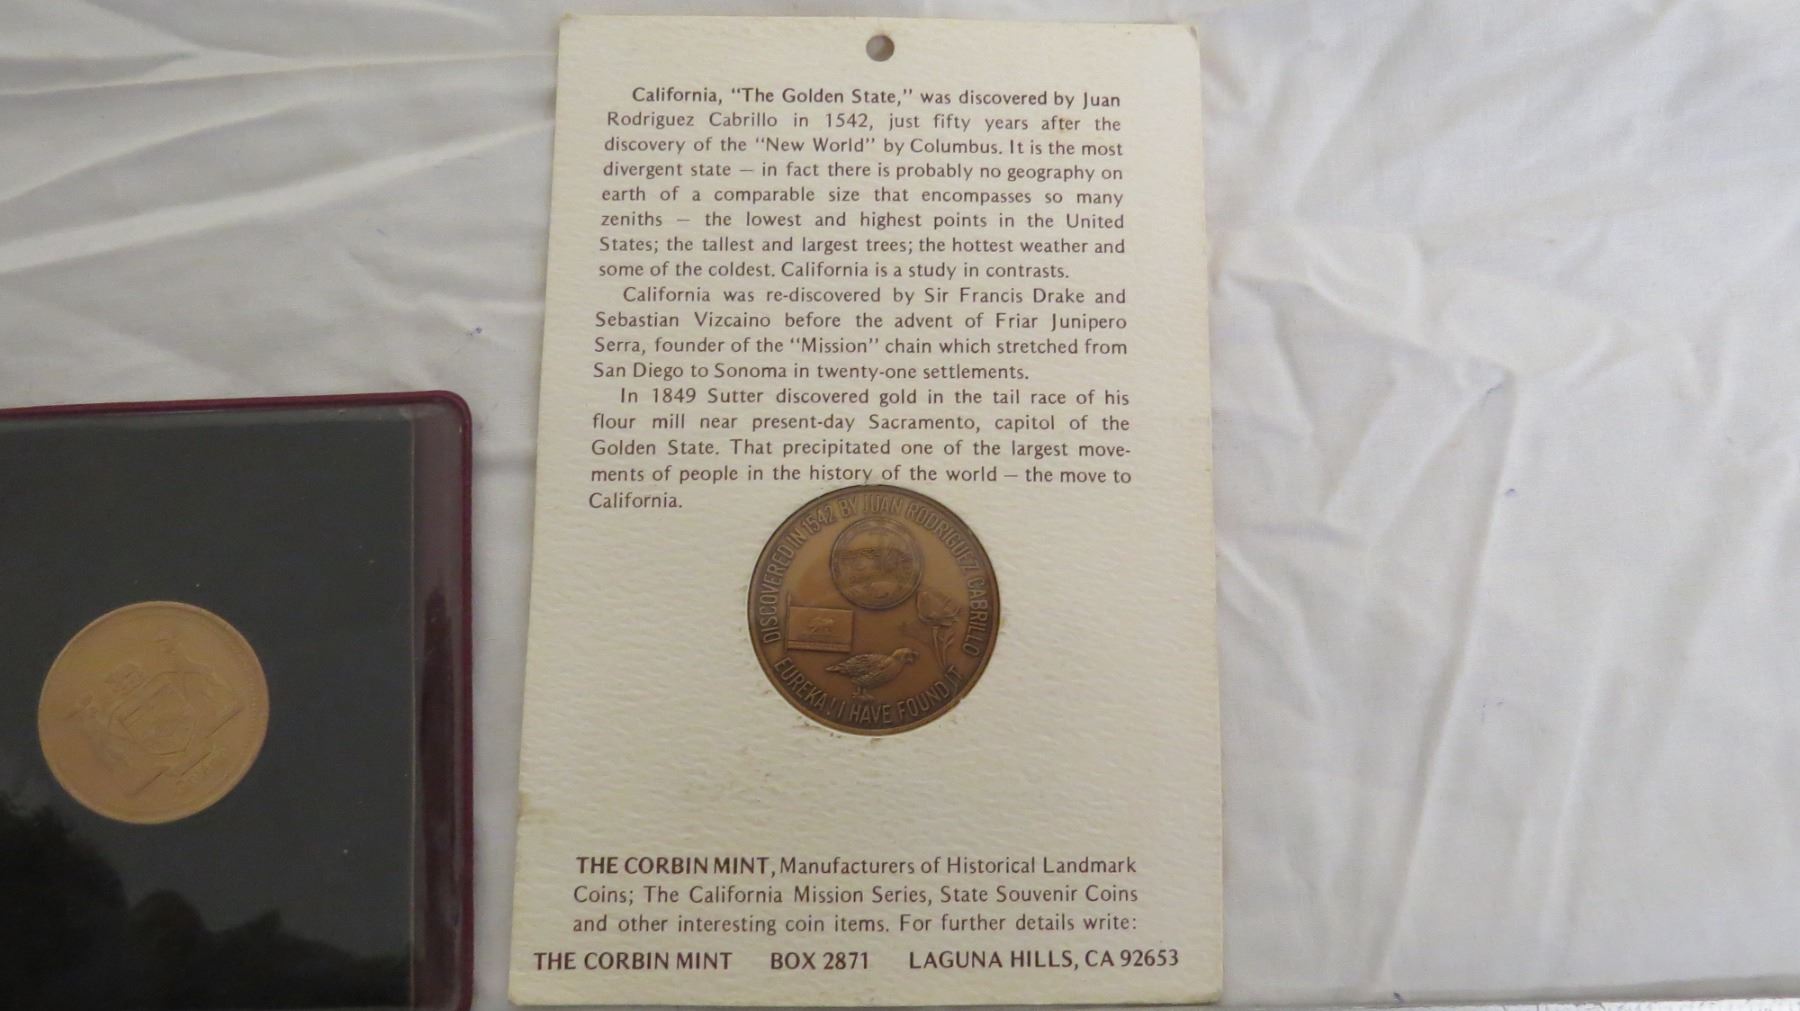 California, "The Golden State," was discovered by Juan
Rodriguez Cabrillo in 1542, just fifty years after the
discovery of the "New World" by Columbus. It is the most
divergent state — in fact there is probably no geography on
earth of a comparable size that encompasses so many
zeniths — the lowest and highest points in the United
States; the tallest and largest trees; the hottest weather and
some of the coldest. California is a study in contrasts.
California was re-discovered by Sir Francis Drake and
Sebastian Vizcaino before the advent of Friar Junipero
Serra, founder of the "Mission" chain which stretched from
San Diego to Sonoma in twenty-one settlements.
In 1849 Sutter discovered gold in the tail race of his
flour mill near present-day Sacramento, capitol of the
Golden State. That precipitated one of the largest move-
ments of people in the history of the world — the move to
California.
DISCOVERED IN 1542 BY JUAN RODRIGUEZ CABRILLO
EUREKA! I HAVE FOUND IT
THE CORBIN MINT, Manufacturers of Historical Landmark
Coins; The California Mission Series, State Souvenir Coins
and other interesting coin items. For further details write:
THE CORBIN MINT BOX 2871 LAGUNA HILLS, CA 92653